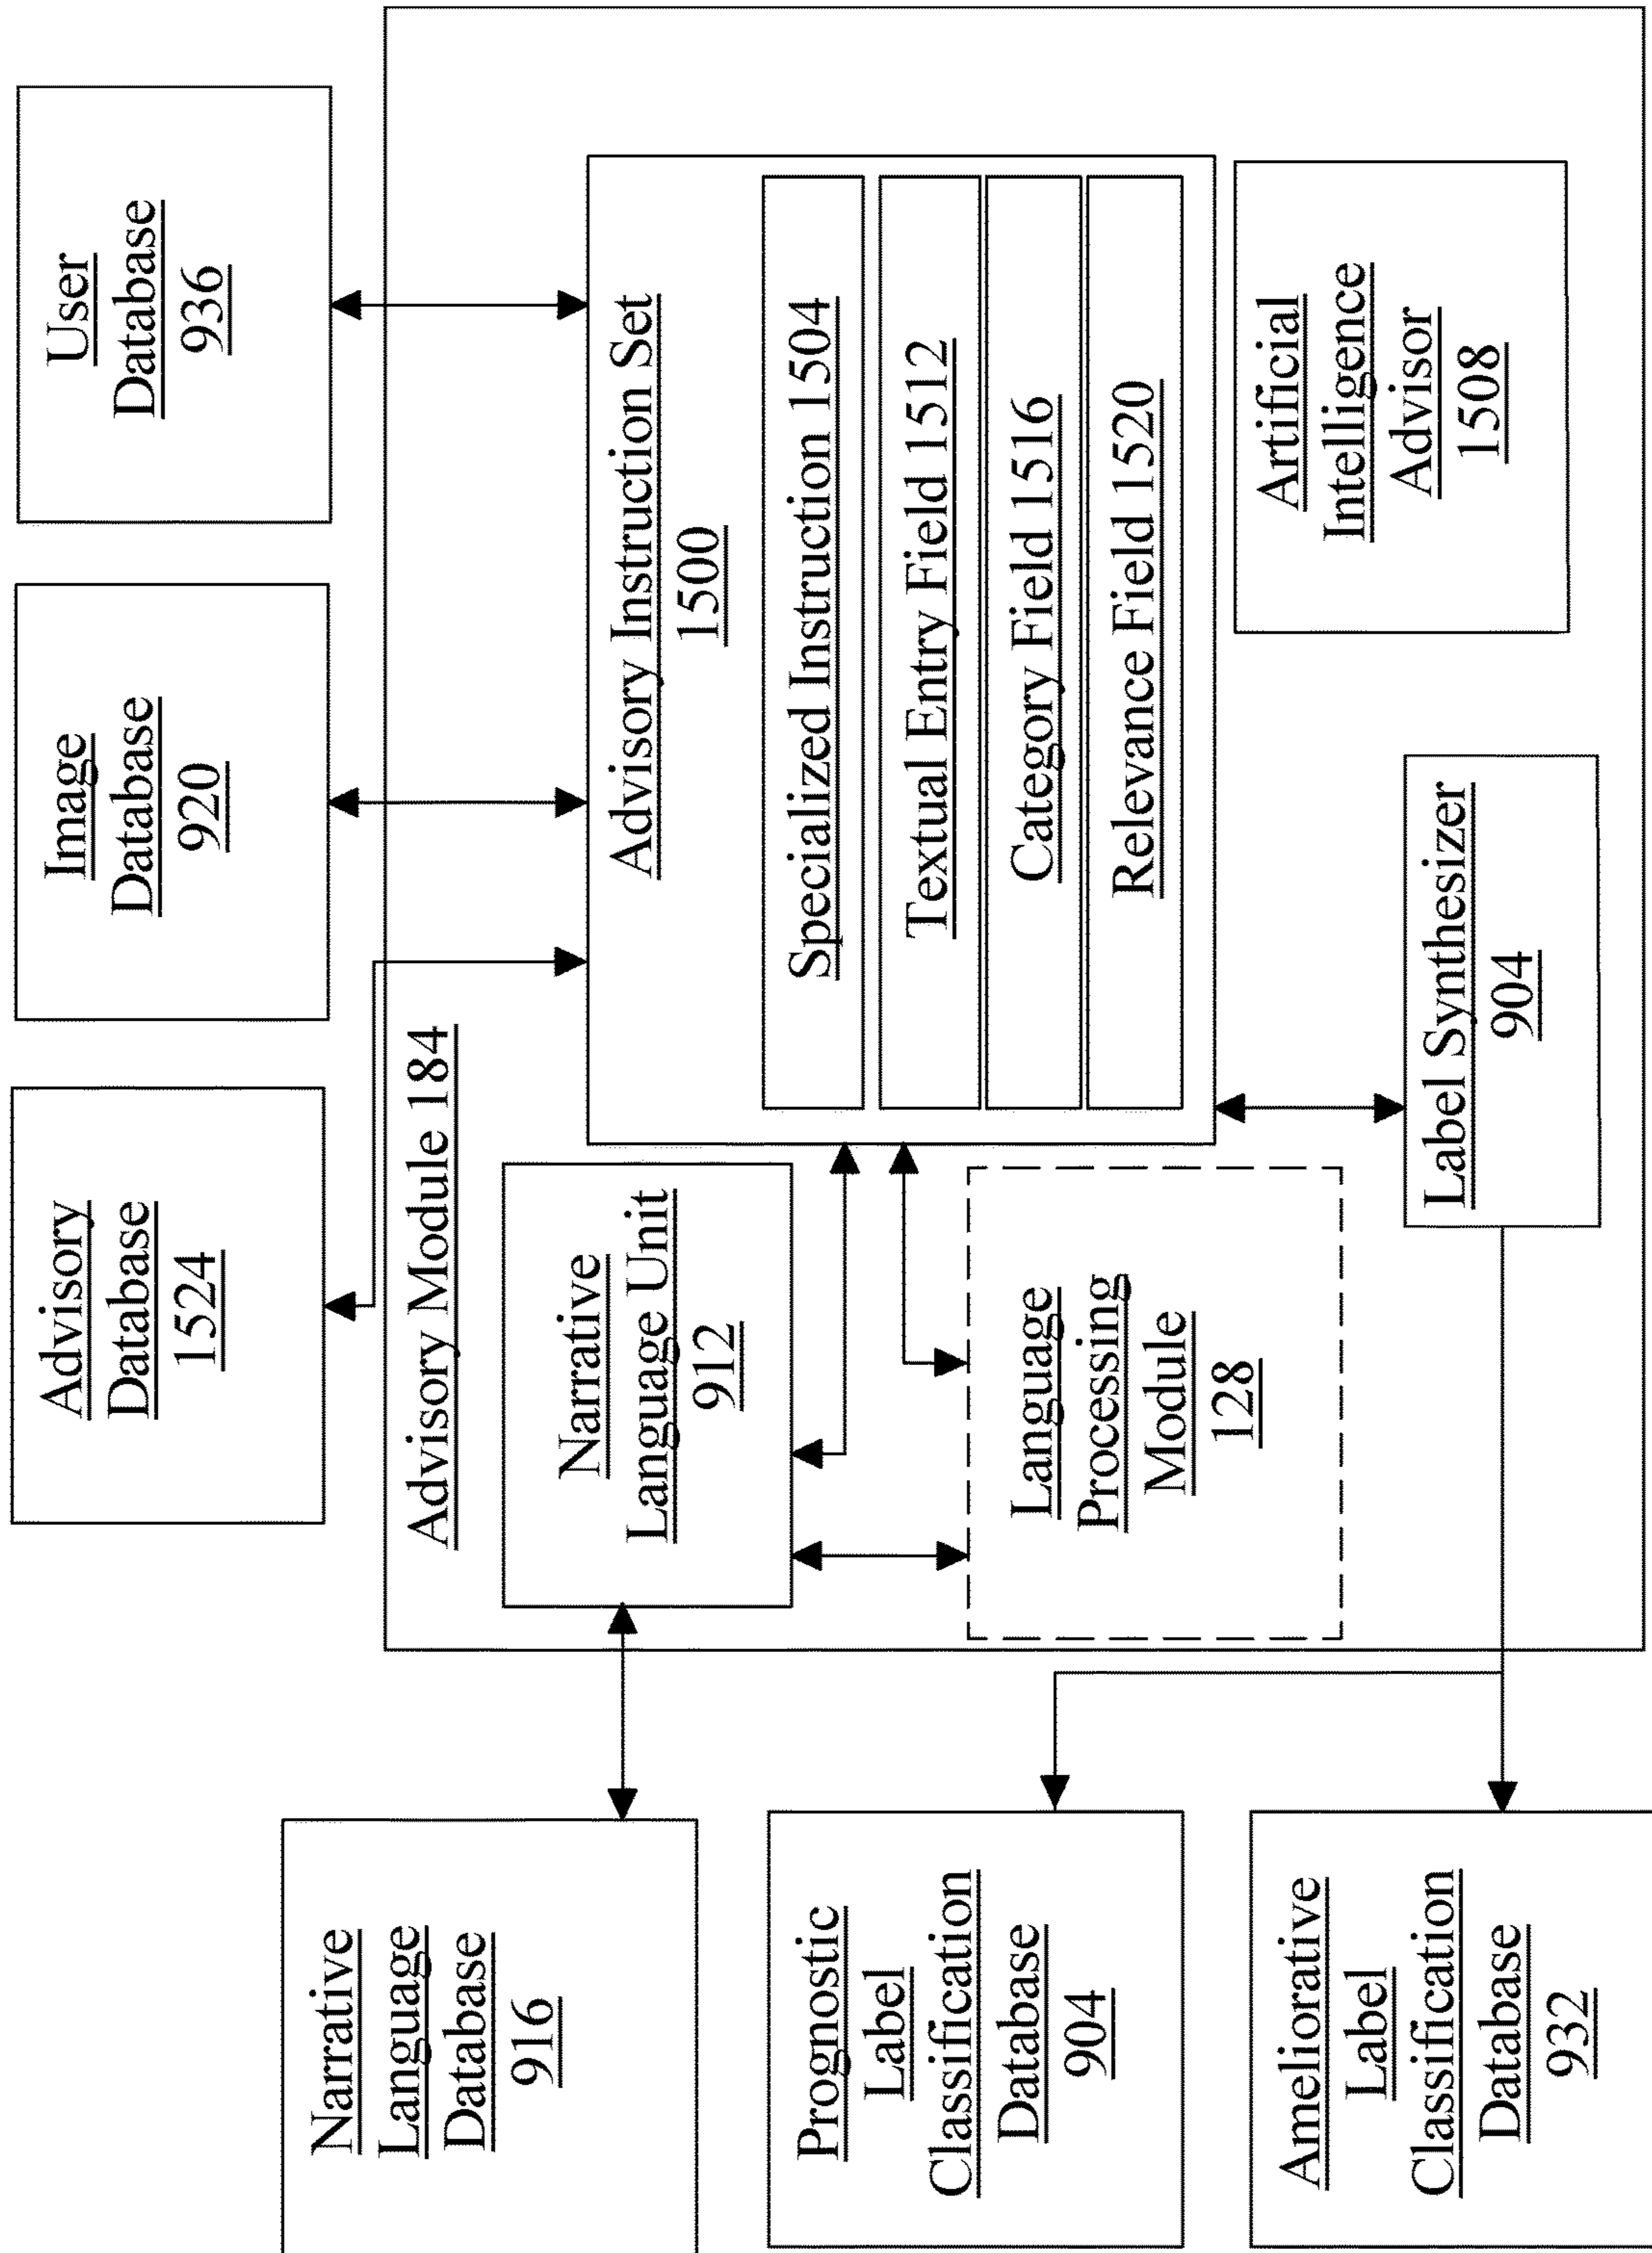 Advisory
Database
1524
Image
Database
920
User
Database
936
Advisory Module 184
Narrative
Language
Database
916
Narrative
Language Unit
912
Advisory Instruction Set
1500
Specialized Instruction 1504
Textual Entry Field 1512
Category Field 1516
Relevance Field 1520
Prognostic
Label
Classification
Database
904
Language
Processing
Module
128
Artificial
Intelligence
Advisor
1508
Ameliorative
Label
Classification
Database
932
Label Synthesizer
904